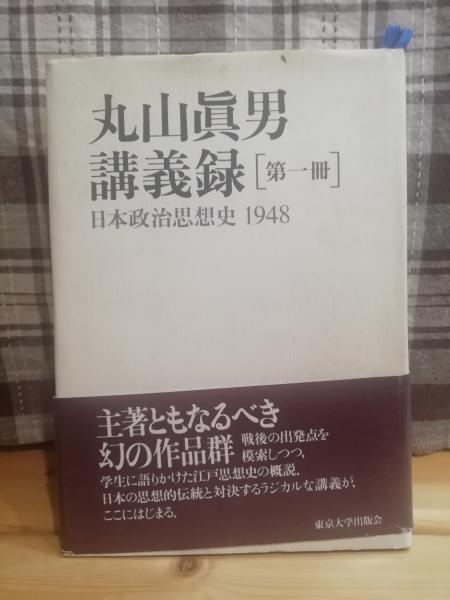 丸山眞男
講義録［第一冊］
日本政治思想史 1948
主著ともなるべき
幻の作品群 戦後の出発点を
模索しつつ，
学生に語りかけた江戸思想史の概説．
日本の思想的伝統と対決するラジカルな講義が，
ここにはじまる．
東京大学出版会